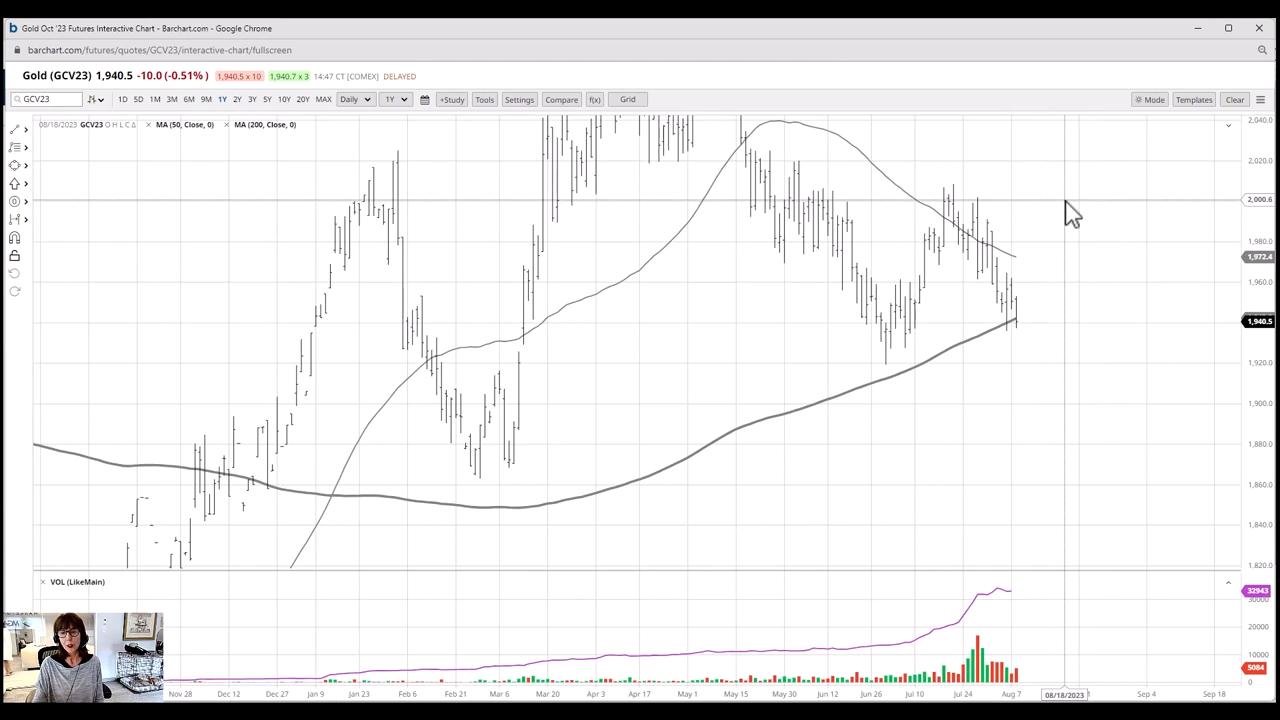 Gold Oct '23 Futures Interactive Chart - Barchart.com - Google Chrome
barchart.com/futures/quotes/GCV23/interactive-chart/fullscreen
Gold (GCV23) 1,940.5 -10.0 (-0.51%) 1,940.5 x 10 1,940.7 x 3 14:47 CT [COMEX] DELAYED
GCV23 1D 5D 1M 3M 6M 9M 1Y 2Y 3Y 5Y 10Y 20Y MAX Daily 1Y +Study Tools Settings Compare f(x) Grid Mode Templates Clear
08/18/2023 GCV23 O H L C Δ MA (50, Close, 0) MA (200, Close, 0)
2,040.0
2,020.0
2,000.6
1,980.0
1,972.4
1,960.0
1,940.5
1,920.0
1,900.0
1,880.0
1,860.0
1,840.0
1,820.0
VOL (LikeMain)
32943
30000
20000
10000
5084
0
Nov 28 Dec 12 Dec 27 Jan 9 Jan 23 Feb 6 Feb 21 Mar 6 Mar 20 Apr 3 Apr 17 May 1 May 15 May 30 Jun 12 Jun 26 Jul 10 Jul 24 Aug 7 08/18/2023 1 Sep 4 Sep 18